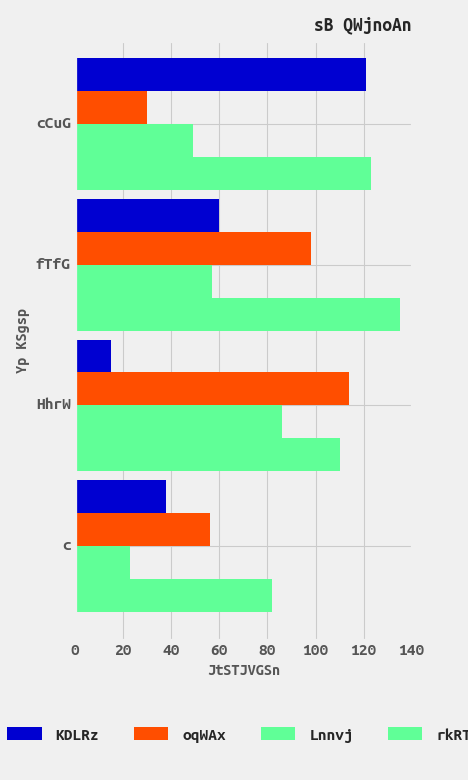 sB QWjnoAn
cCuG
fTfG
HhrW
c
Yp KSgsp
0 20 40 60 80 100 120 140
JtSTJVGSn
KDLRz oqWAx Lnnvj